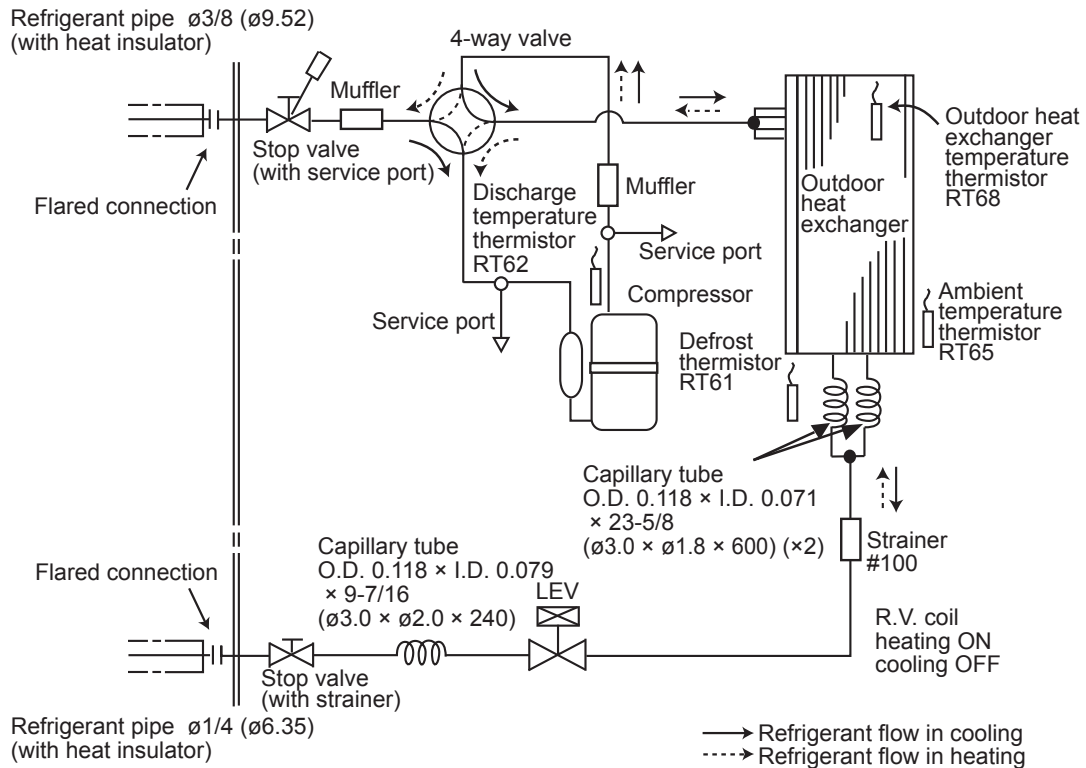 Refrigerant pipe ø3/8 (ø9.52)
(with heat insulator)
4-way valve
Muffler
Stop valve
(with service port)
Flared connection
Outdoor heat
exchanger
temperature
thermistor
RT68
Outdoor
heat
exchanger
Muffler
Discharge
temperature
thermistor
RT62
Service port
Service port
Compressor
Ambient
temperature
thermistor
RT65
Defrost
thermistor
RT61
Capillary tube
O.D. 0.118 × I.D. 0.071
× 23-5/8
(ø3.0 × ø1.8 × 600) (×2)
Strainer
#100
Capillary tube
O.D. 0.118 × I.D. 0.079
× 9-7/16
(ø3.0 × ø2.0 × 240)
LEV
Flared connection
R.V. coil
heating ON
cooling OFF
Stop valve
(with strainer)
Refrigerant pipe ø1/4 (ø6.35)
(with heat insulator)
Refrigerant flow in cooling
Refrigerant flow in heating